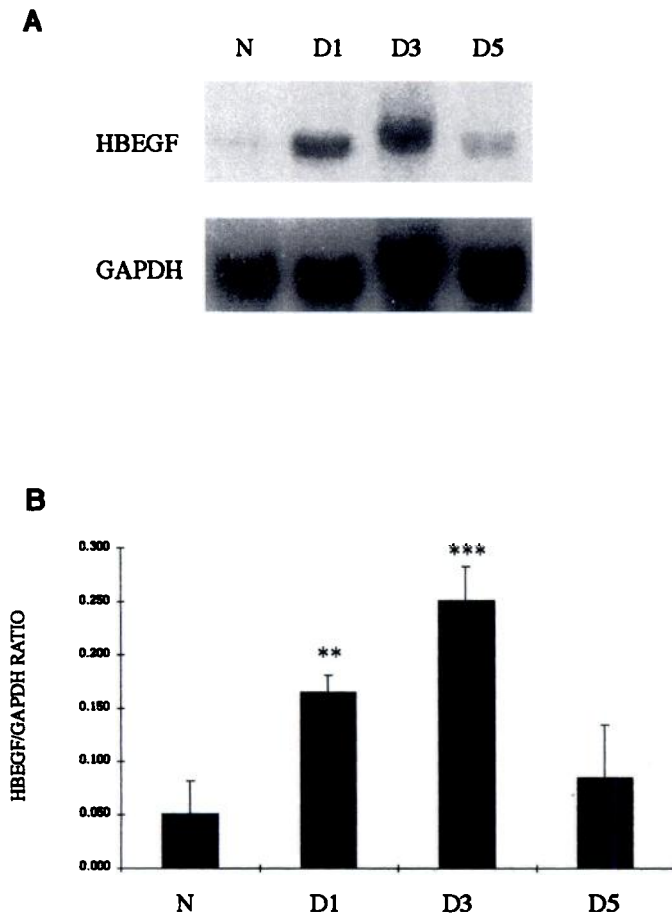 A
N D1 D3 D5
HBEGF
GAPDH
B
HBEGF/GAPDH RATIO
0.300
0.250
0.200
0.150
0.100
0.050
0.000
**
***
N D1 D3 D5